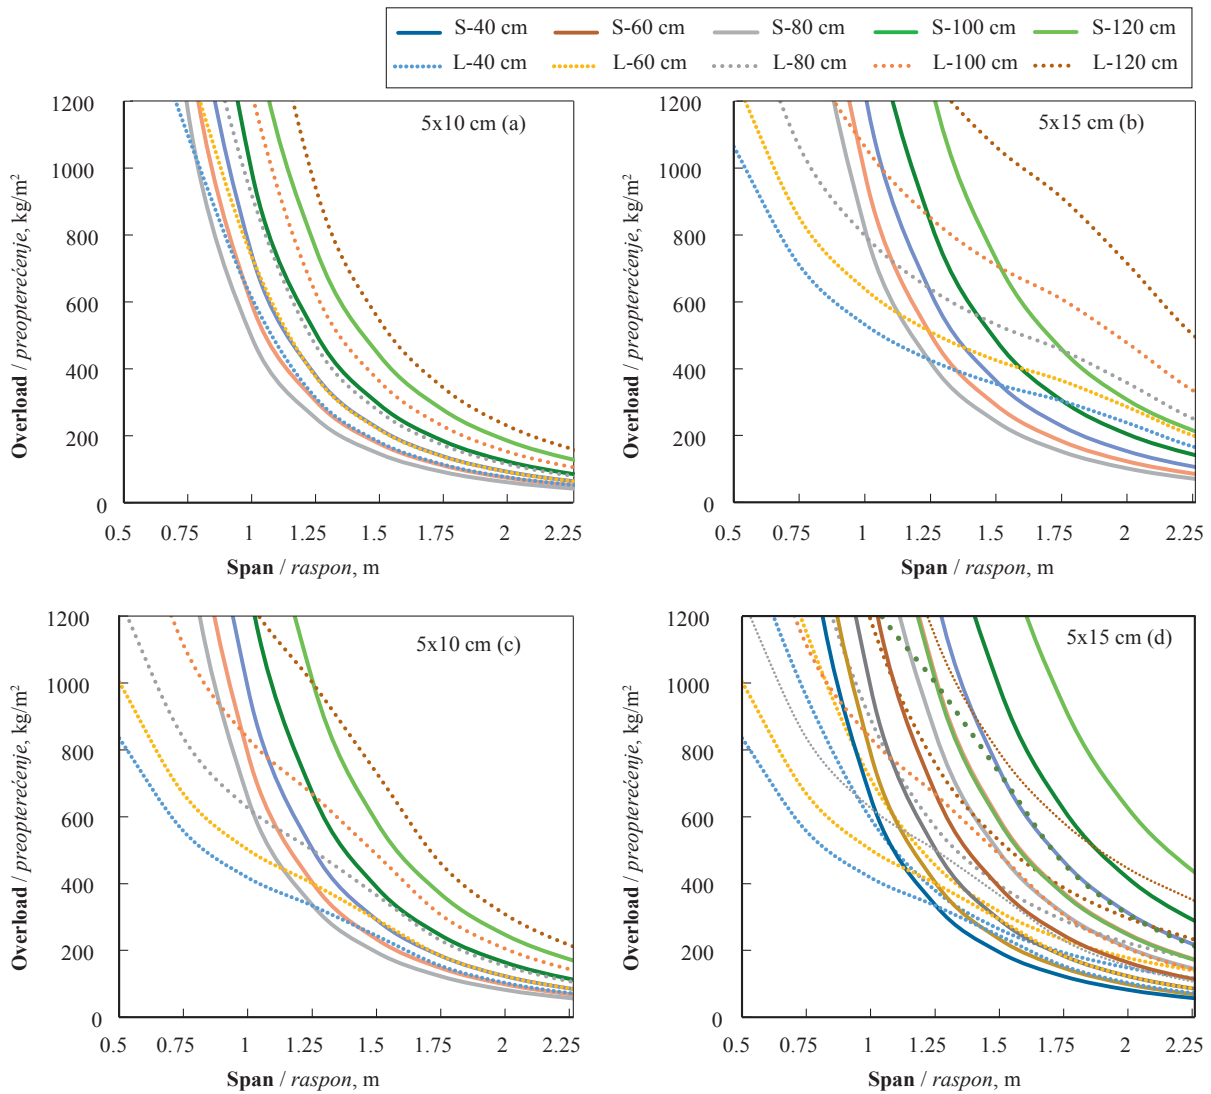 S-40 cm S-60 cm S-80 cm S-100 cm S-120 cm
L-40 cm L-60 cm L-80 cm L-100 cm L-120 cm
1200
1000
800
600
400
200
0
Overload / preopterećenje, kg/m²
5x10 cm (a)
0.5 0.75 1 1.25 1.5 1.75 2 2.25
Span / raspon, m
1200
1000
800
600
400
200
0
Overload / preopterećenje, kg/m²
5x15 cm (b)
0.5 0.75 1 1.25 1.5 1.75 2 2.25
Span / raspon, m
1200
1000
800
600
400
200
0
Overload / preopterećenje, kg/m²
5x10 cm (c)
0.5 0.75 1 1.25 1.5 1.75 2 2.25
Span / raspon, m
1200
1000
800
600
400
200
0
Overload / preopterećenje, kg/m²
5x15 cm (d)
0.5 0.75 1 1.25 1.5 1.75 2 2.25
Span / raspon, m